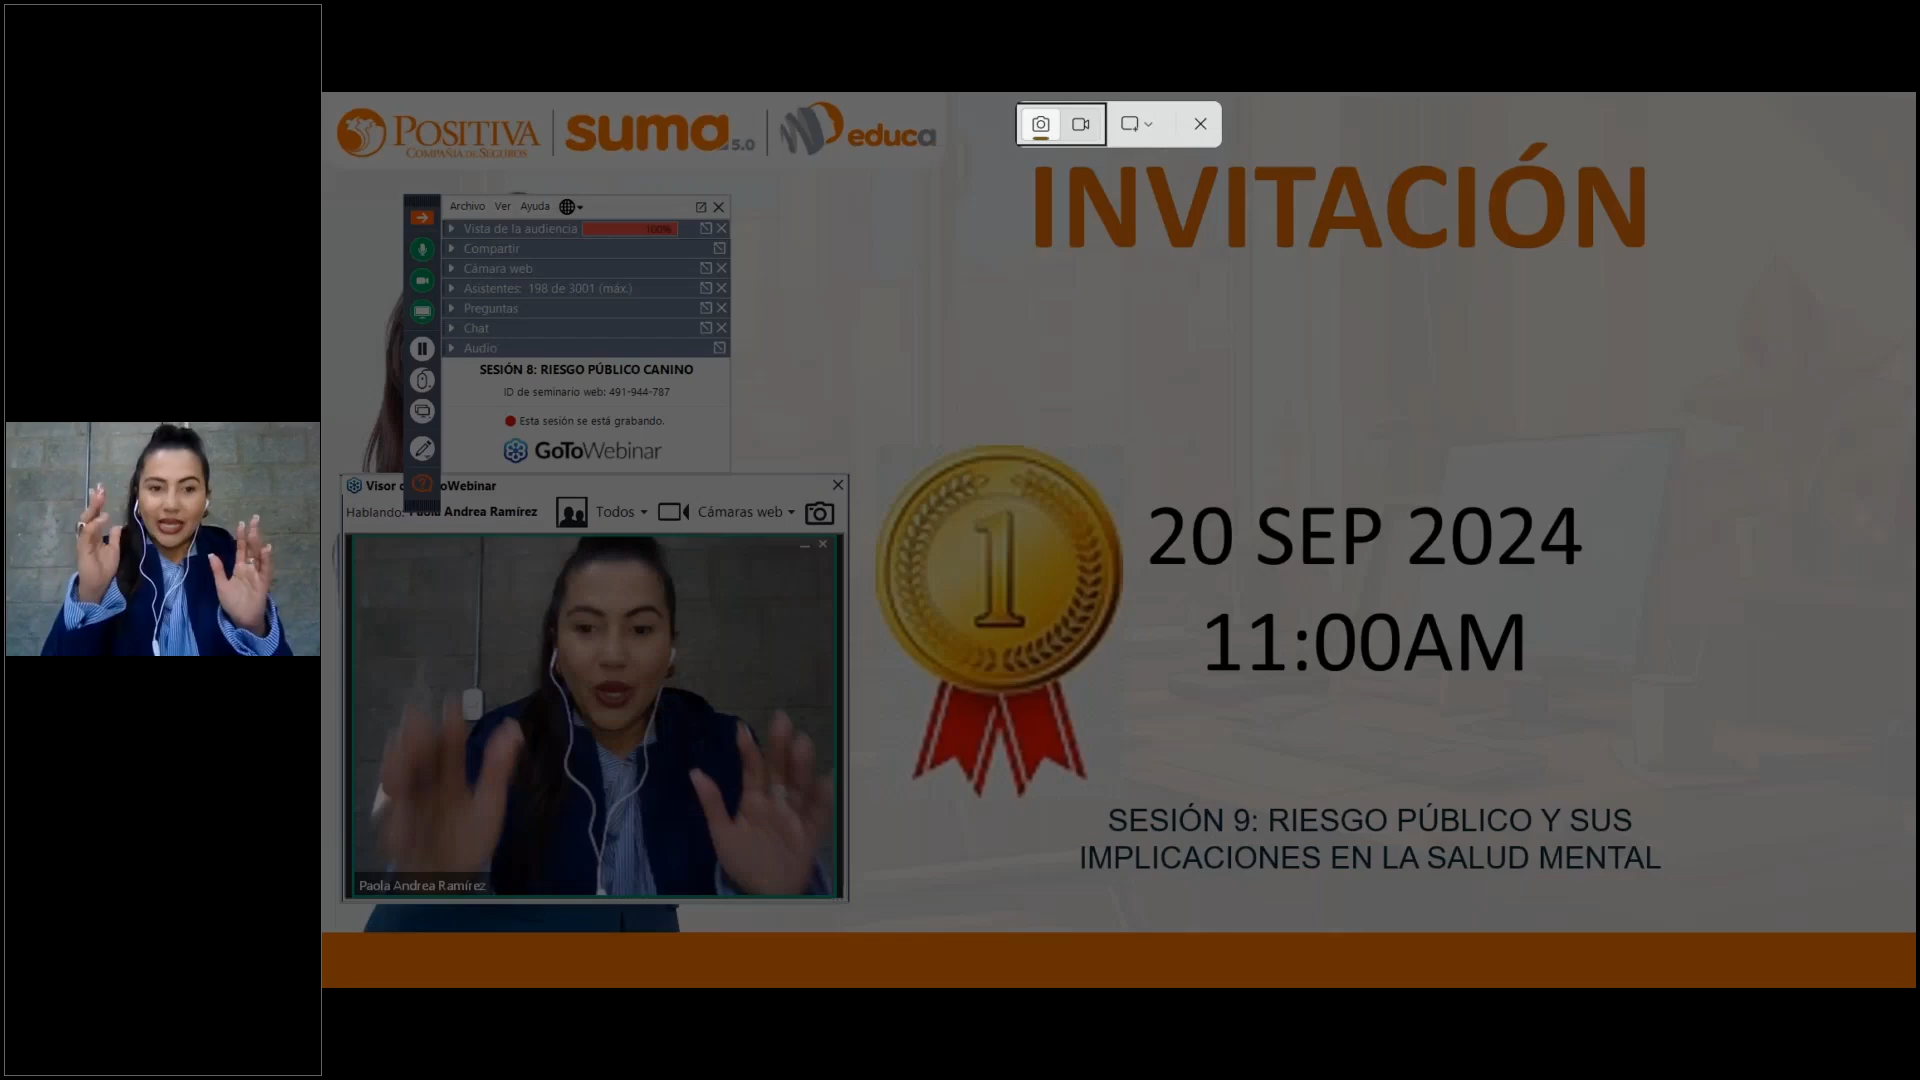 POSITIVA
COMPAÑÍA DE SEGUROS
suma 5.0
educa
INVITACIÓN
Archivo Ver Ayuda
Vista de la audiencia 100%
Compartir
Cámara web
Asistentes: 198 de 3001 (máx.)
Preguntas
Chat
Audio
SESIÓN 8: RIESGO PÚBLICO CANINO
ID de seminario web: 491-944-787
Esta sesión se está grabando.
GoToWebinar
Visor oWebinar
Hablando: Paola Andrea Ramírez Todos Cámaras web
Paola Andrea Ramírez
1
20 SEP 2024
11:00AM
SESIÓN 9: RIESGO PÚBLICO Y SUS
IMPLICACIONES EN LA SALUD MENTAL